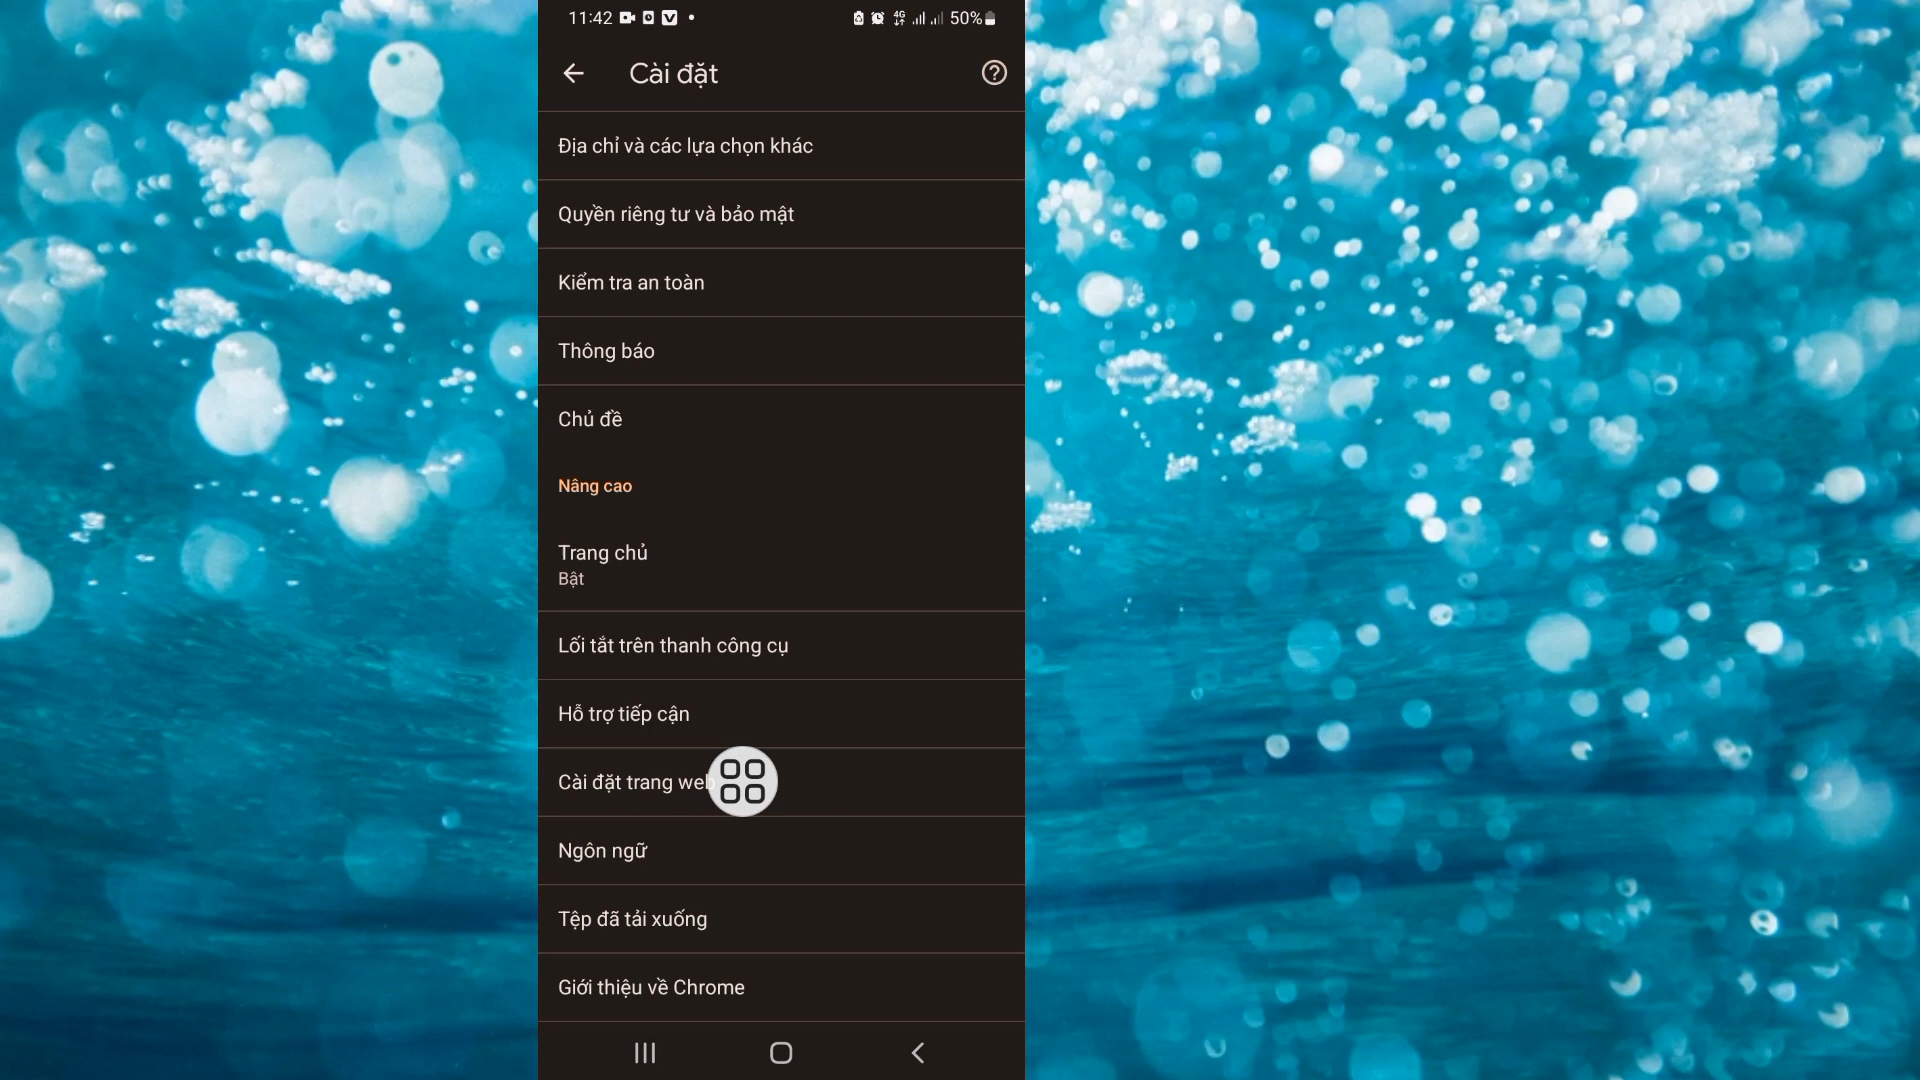 11:42
4G
50%
Cài đặt
Địa chỉ và các lựa chọn khác
Quyền riêng tư và bảo mật
Kiểm tra an toàn
Thông báo
Chủ đề
Nâng cao
Trang chủ
Bật
Lối tắt trên thanh công cụ
Hỗ trợ tiếp cận
Cài đặt trang web
Ngôn ngữ
Tệp đã tải xuống
Giới thiệu về Chrome